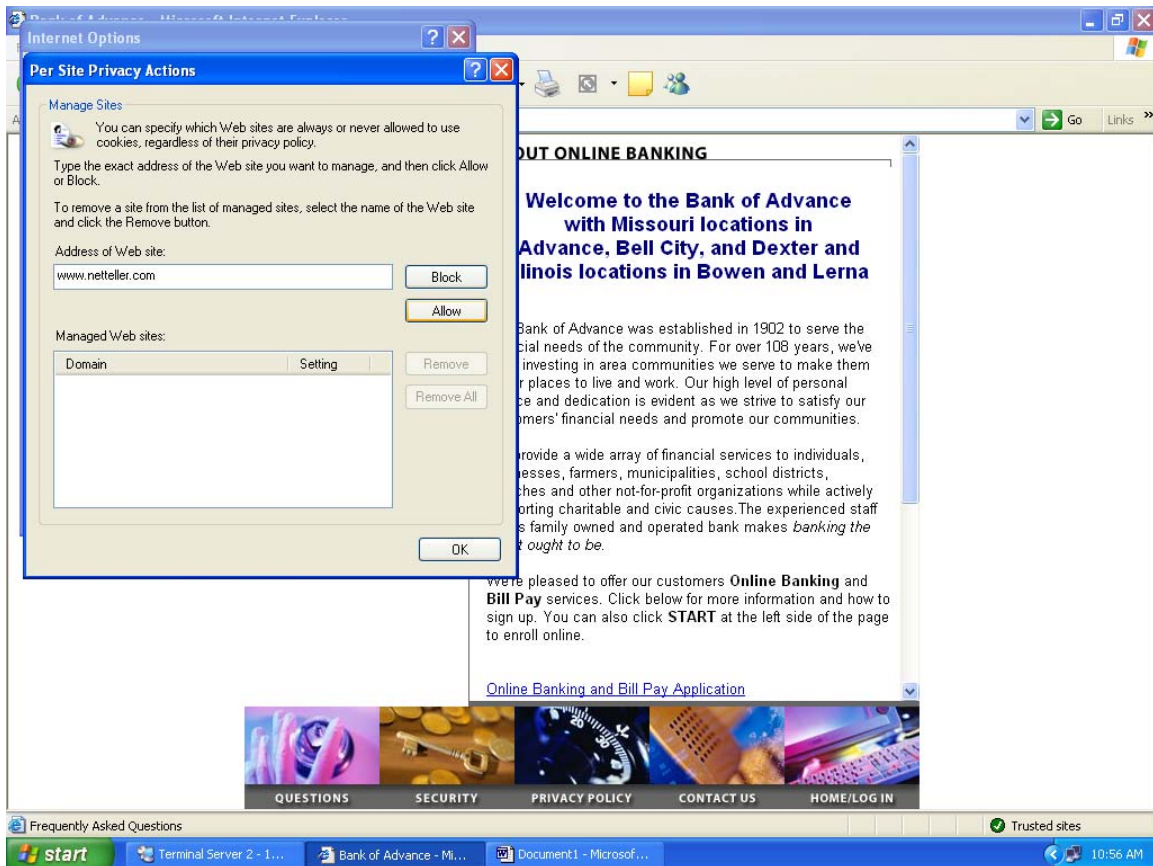 Internet Options
Per Site Privacy Actions
Manage Sites
You can specify which Web sites are always or never allowed to use
cookies, regardless of their privacy policy.
Type the exact address of the Web site you want to manage, and then click Allow
or Block.
To remove a site from the list of managed sites, select the name of the Web site
and click the Remove button.
Address of Web site:
www.netteller.com
Block
Allow
Managed Web sites:
Domain
Setting
Remove
Remove All
OK
Go
Links »
OUT ONLINE BANKING
Welcome to the Bank of Advance
with Missouri locations in
Advance, Bell City, and Dexter and
linois locations in Bowen and Lerna
Bank of Advance was established in 1902 to serve the
cial needs of the community. For over 108 years, we've
investing in area communities we serve to make them
r places to live and work. Our high level of personal
ce and dedication is evident as we strive to satisfy our
omers' financial needs and promote our communities.
rovide a wide array of financial services to individuals,
esses, farmers, municipalities, school districts,
ches and other not-for-profit organizations while actively
orting charitable and civic causes.The experienced staff
s family owned and operated bank makes banking the
t ought to be.
We're pleased to offer our customers Online Banking and
Bill Pay services. Click below for more information and how to
sign up. You can also click START at the left side of the page
to enroll online.
Online Banking and Bill Pay Application
20
30
QUESTIONS
SECURITY
PRIVACY POLICY
CONTACT US
HOME/LOG IN
Frequently Asked Questions
Trusted sites
start
Terminal Server 2 - 1...
Bank of Advance - Mi...
Document1 - Microsof...
10:56 AM